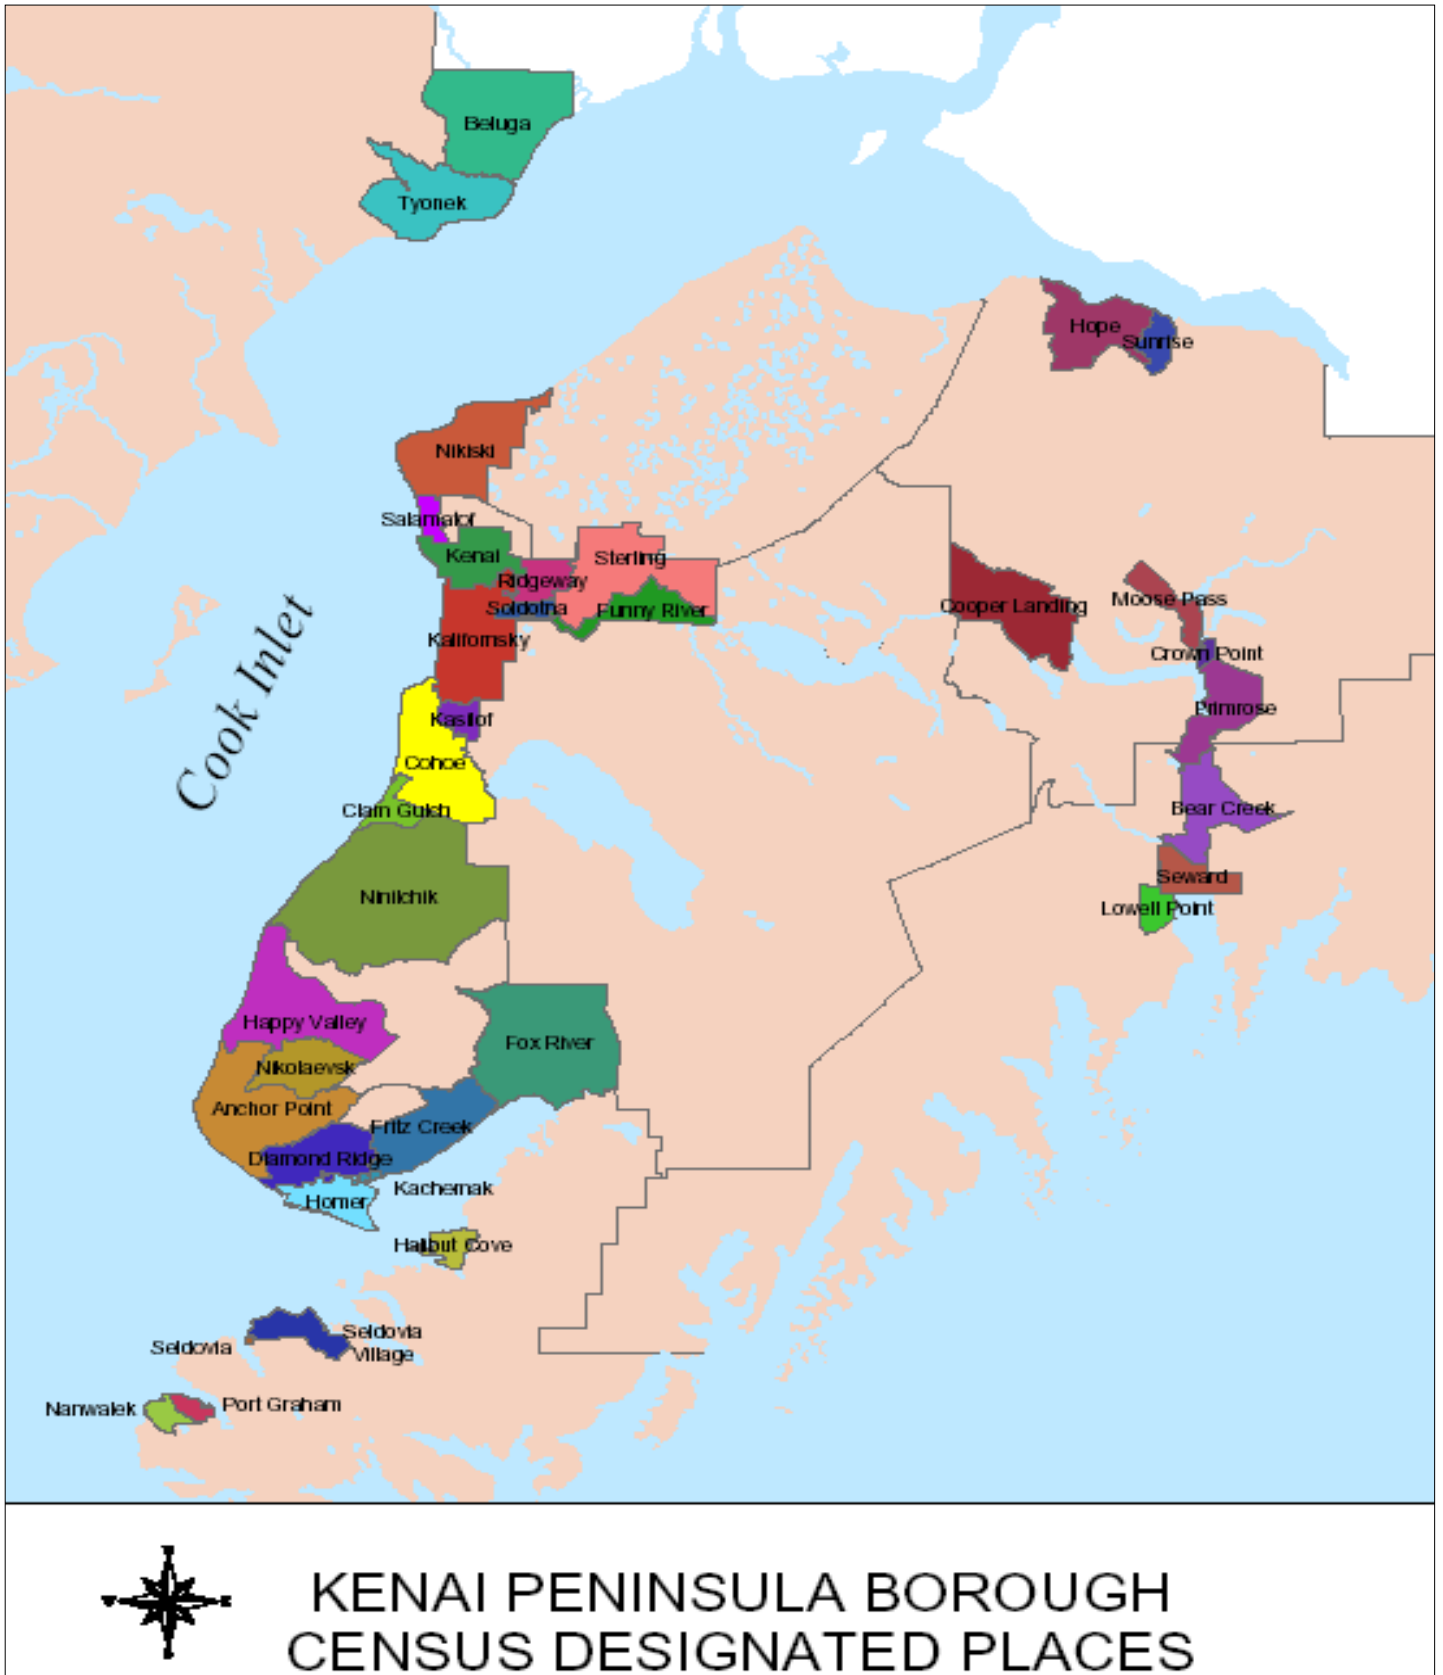 Beluga
Tyonek
Hope
Sunrise
Nikiski
Salamatof
Kenai
Sterling
Ridgeway
Soldotna
Funny River
Kalifornsky
Cooper Landing
Moose Pass
Crown Point
Primrose
Kasilof
Cohoe
Clam Gulch
Bear Creek
Cook Inlet
Ninilchik
Seward
Lowell Point
Happy Valley
Fox River
Nikolaevsk
Anchor Point
Fritz Creek
Diamond Ridge
Kachemak
Homer
Halibut Cove
Seldovia
Village
Seldovia
Nanwalek
Port Graham
KENAI PENINSULA BOROUGH
CENSUS DESIGNATED PLACES